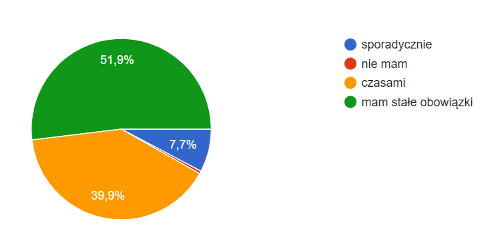 51,9%
7,7%
39,9%
sporadycznie
nie mam
czasami
mam stałe obowiązki